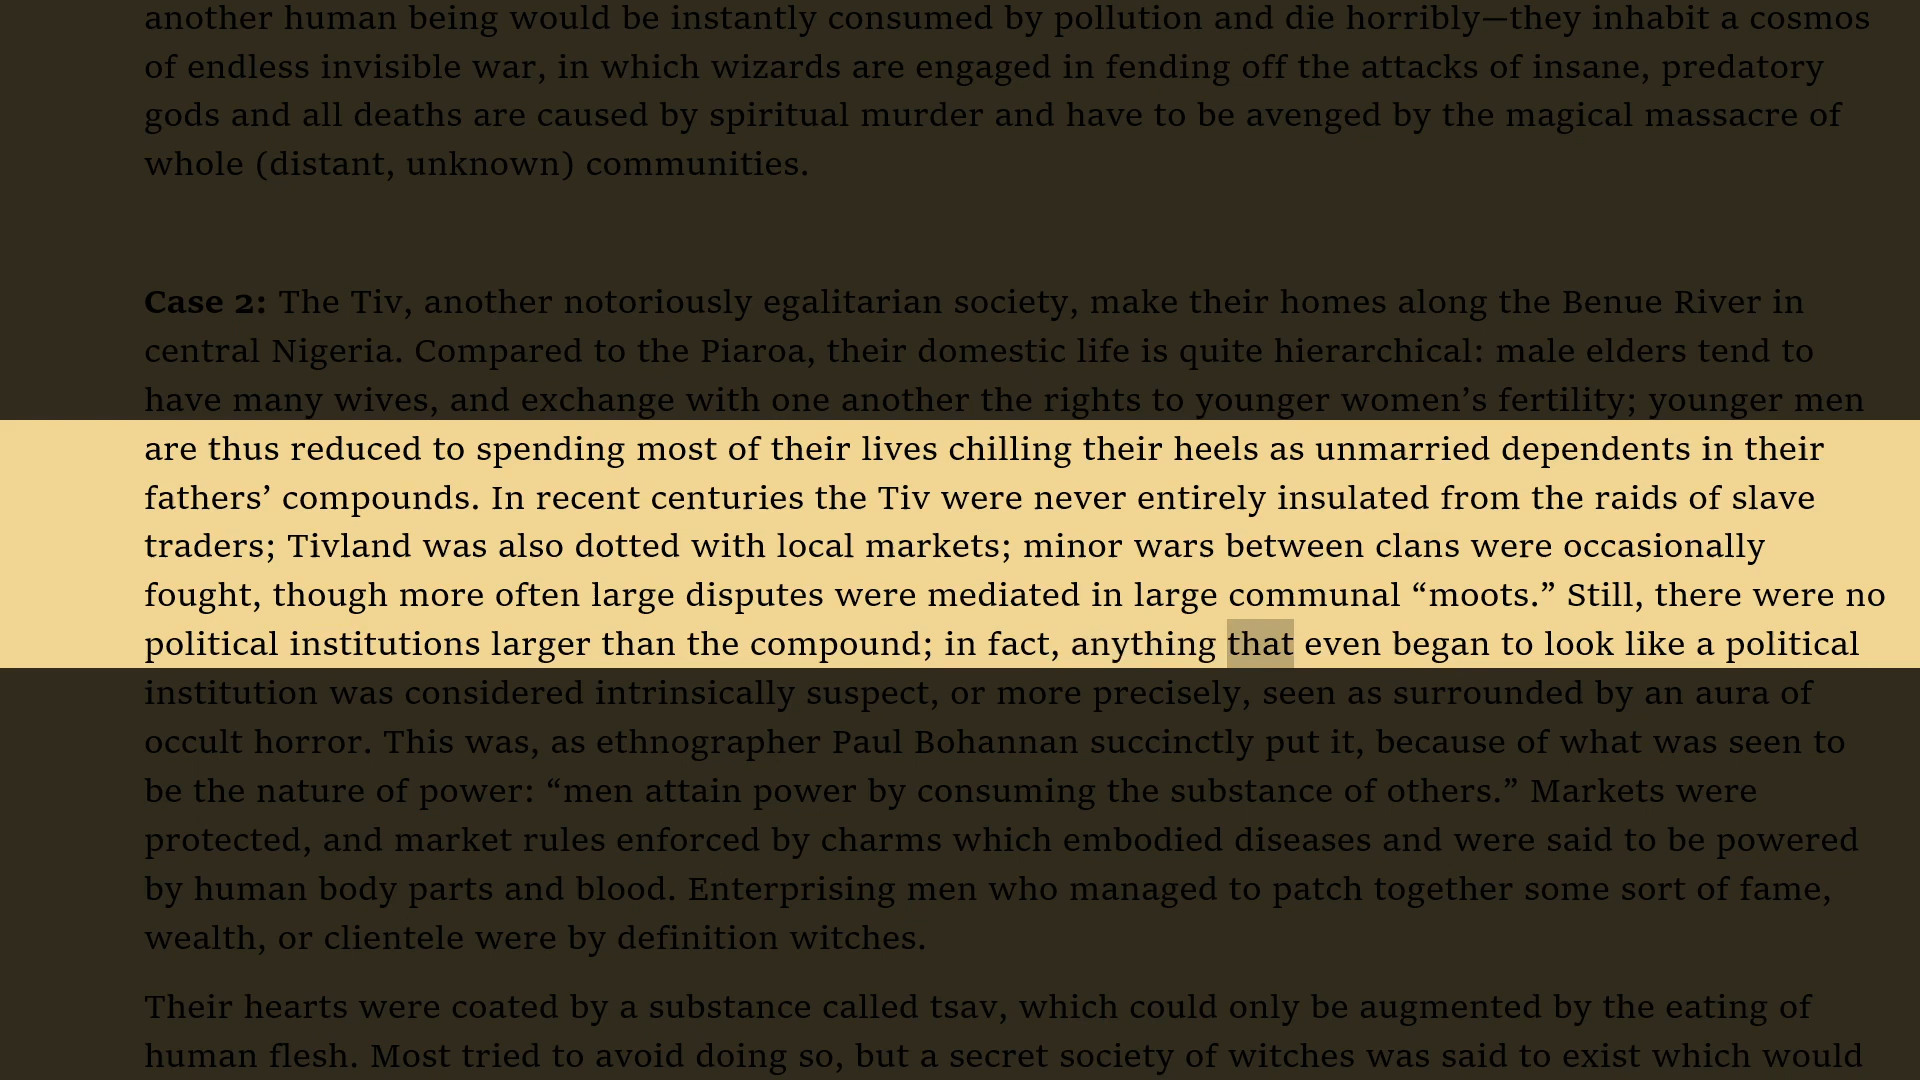 another human being would be instantly consumed by pollution and die horribly—they inhabit a cosmos
of endless invisible war, in which wizards are engaged in fending off the attacks of insane, predatory
gods and all deaths are caused by spiritual murder and have to be avenged by the magical massacre of
whole (distant, unknown) communities.
Case 2: The Tiv, another notoriously egalitarian society, make their homes along the Benue River in
central Nigeria. Compared to the Piaroa, their domestic life is quite hierarchical: male elders tend to
have many wives, and exchange with one another the rights to younger women’s fertility; younger men
are thus reduced to spending most of their lives chilling their heels as unmarried dependents in their
fathers’ compounds. In recent centuries the Tiv were never entirely insulated from the raids of slave
traders; Tivland was also dotted with local markets; minor wars between clans were occasionally
fought, though more often large disputes were mediated in large communal “moots.” Still, there were no
political institutions larger than the compound; in fact, anything that even began to look like a political
institution was considered intrinsically suspect, or more precisely, seen as surrounded by an aura of
occult horror. This was, as ethnographer Paul Bohannan succinctly put it, because of what was seen to
be the nature of power: “men attain power by consuming the substance of others.” Markets were
protected, and market rules enforced by charms which embodied diseases and were said to be powered
by human body parts and blood. Enterprising men who managed to patch together some sort of fame,
wealth, or clientele were by definition witches.
Their hearts were coated by a substance called tsav, which could only be augmented by the eating of
human flesh. Most tried to avoid doing so, but a secret society of witches was said to exist which would